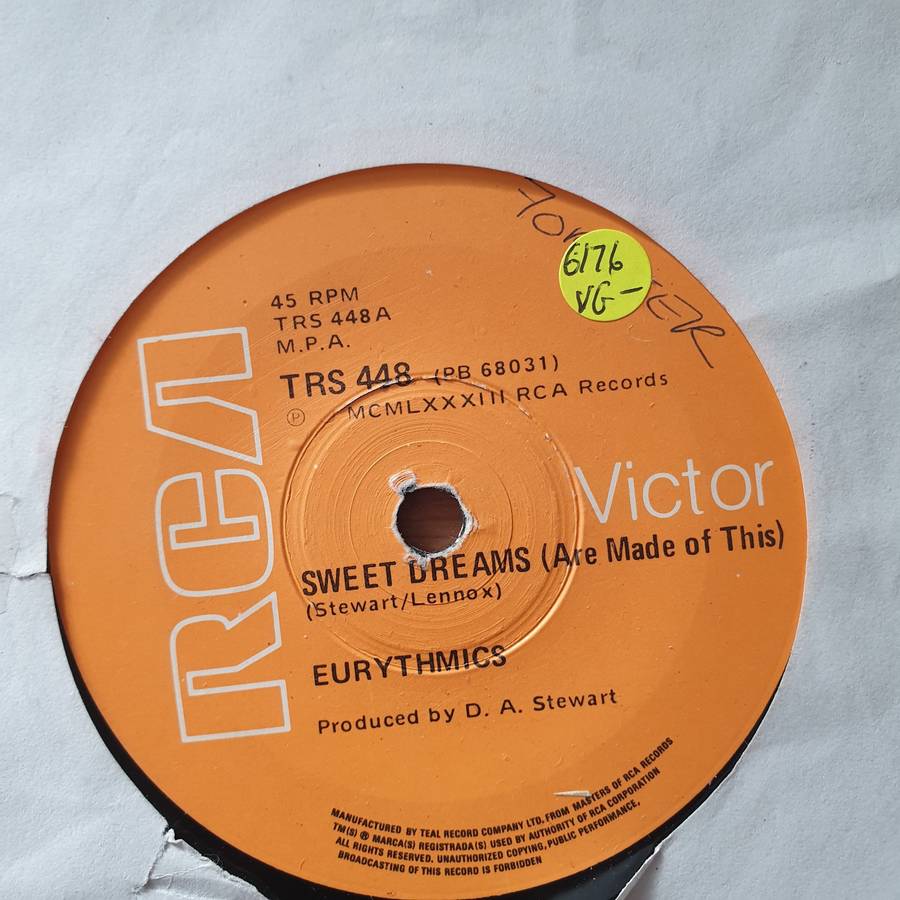 6176
VG-
45 RPM
TRS 448A
M.P.A.
TRS 448 (PB 68031)
Ⓟ MCMLXXXIII RCA Records
RCA
Victor
SWEET DREAMS (Are Made of This)
(Stewart/Lennox)
EURYTHMICS
Produced by D. A. Stewart
MANUFACTURED BY TEAL RECORD COMPANY LTD, FROM MASTERS OF RCA RECORDS
TM(S) ® MARCA(S) REGISTRADA(S) USED BY AUTHORITY OF RCA CORPORATION
ALL RIGHTS RESERVED. UNAUTHORIZED COPYING, PUBLIC PERFORMANCE,
BROADCASTING OF THIS RECORD IS FORBIDDEN